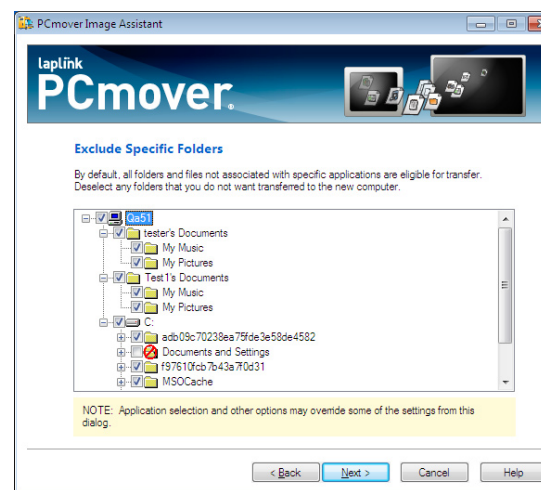 PCmover Image Assistant
laplink
PCmover.
Exclude Specific Folders
By default, all folders and files not associated with specific applications are eligible for transfer.
Deselect any folders that you do not want transferred to the new computer.
Qa51
tester's Documents
My Music
My Pictures
Test1's Documents
My Music
My Pictures
C:
adb09c70238ea75fde3e58de4582
Documents and Settings
f97610fcb7b43a7f0d31
MSOCache
NOTE: Application selection and other options may override some of the settings from this
dialog.
< Back Next > Cancel Help